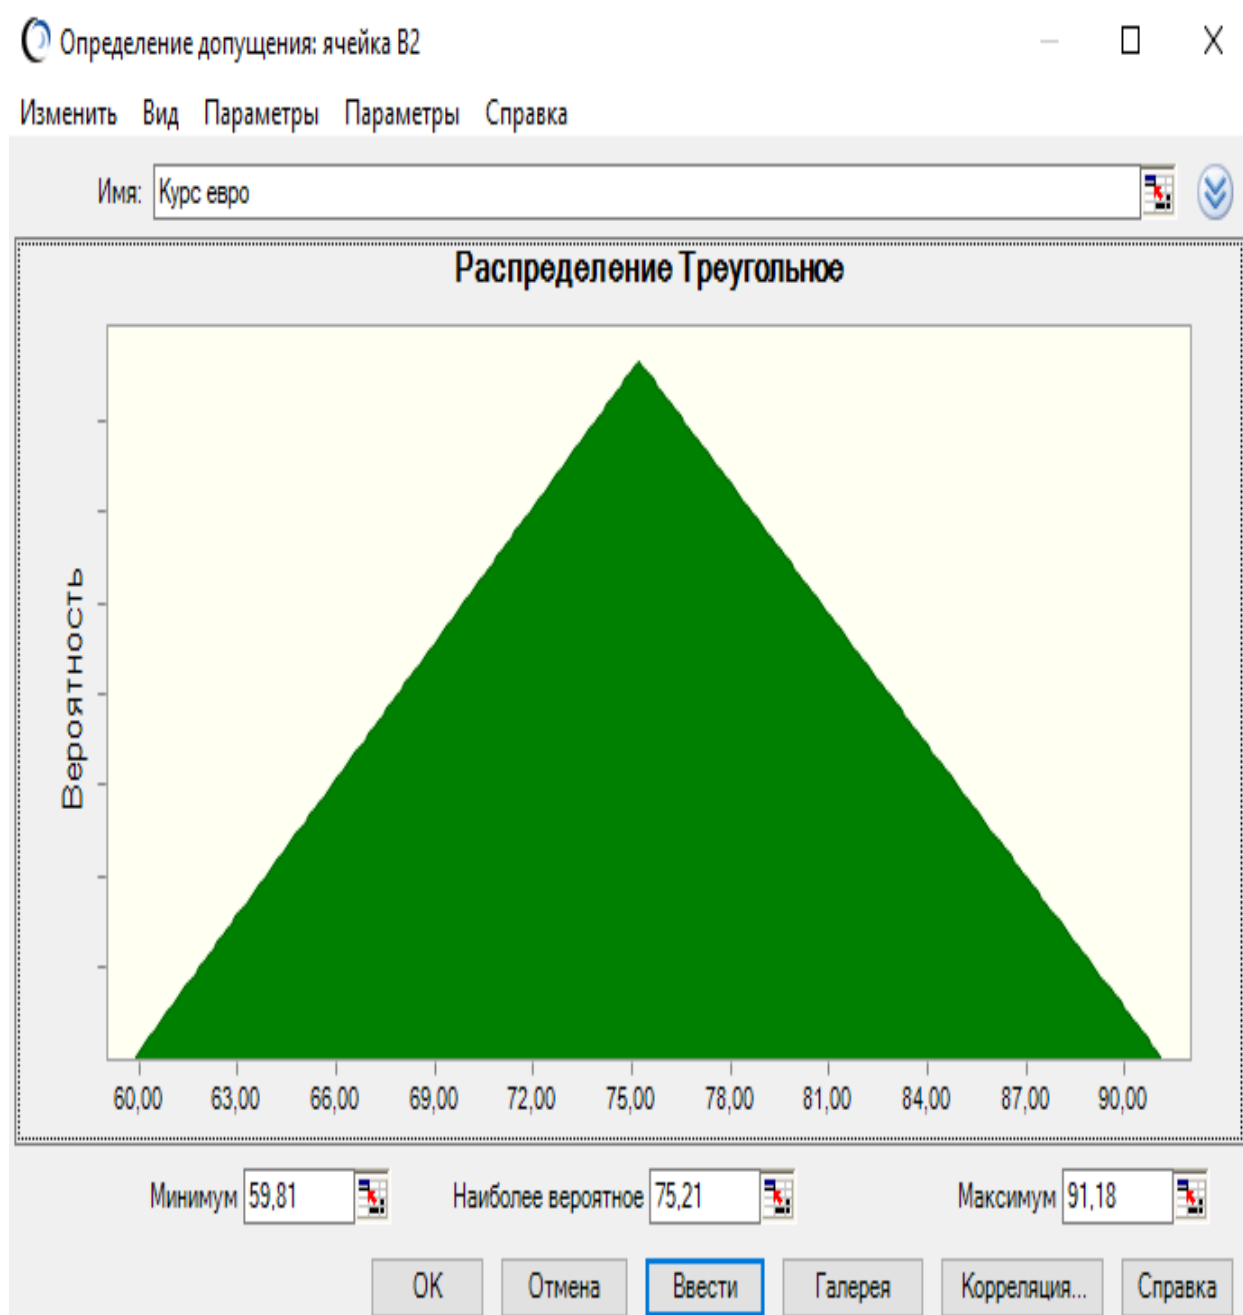 Определение допущения: ячейка B2
Изменить Вид Параметры Параметры Справка
Имя: Курс евро
Распределение Треугольное
Вероятность
60,00 63,00 66,00 69,00 72,00 75,00 78,00 81,00 84,00 87,00 90,00
Минимум 59,81 Наиболее вероятное 75,21 Максимум 91,18
ОК Отмена Ввести Галерея Корреляция... Справка